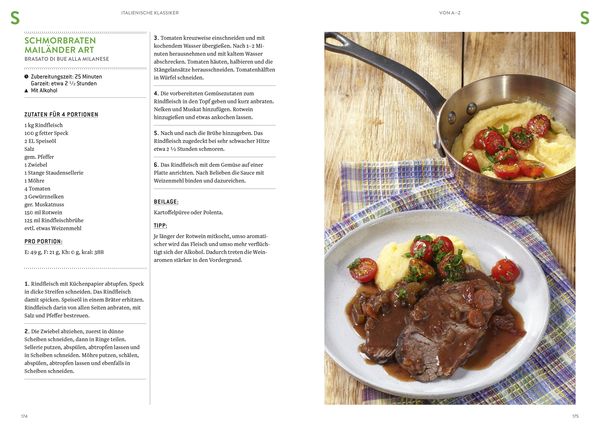 S
ITALIENISCHE KLASSIKER
VON A–Z
S
SCHMORBRATEN
MAILÄNDER ART
BRASATO DI BUE ALLA MILANESE
Zubereitungszeit: 25 Minuten
Garzeit: etwa 2 ½ Stunden
Mit Alkohol
ZUTATEN FÜR 4 PORTIONEN
1 kg Rindfleisch
100 g fetter Speck
2 EL Speiseöl
Salz
gem. Pfeffer
1 Zwiebel
1 Stange Staudensellerie
1 Möhre
4 Tomaten
3 Gewürznelken
ger. Muskatnuss
150 ml Rotwein
125 ml Rindfleischbrühe
evtl. etwas Weizenmehl
PRO PORTION:
E: 49 g, F: 21 g, Kh: 0 g, kcal: 388
1. Rindfleisch mit Küchenpapier abtupfen. Speck
in dicke Streifen schneiden. Das Rindfleisch
damit spicken. Speiseöl in einem Bräter erhitzen.
Rindfleisch darin von allen Seiten anbraten, mit
Salz und Pfeffer bestreuen.
2. Die Zwiebel abziehen, zuerst in dünne
Scheiben schneiden, dann in Ringe teilen.
Sellerie putzen, abspülen, abtropfen lassen und
in Scheiben schneiden. Möhre putzen, schälen,
abspülen, abtropfen lassen und ebenfalls in
Scheiben schneiden.
3. Tomaten kreuzweise einschneiden und mit
kochendem Wasser übergießen. Nach 1–2 Mi-
nuten herausnehmen und mit kaltem Wasser
abschrecken. Tomaten häuten, halbieren und die
Stängelansätze herausschneiden. Tomatenhälften
in Würfel schneiden.
4. Die vorbereiteten Gemüsezutaten zum
Rindfleisch in den Topf geben und kurz anbraten.
Nelken und Muskat hinzufügen. Rotwein
hinzugießen und etwas ankochen lassen.
5. Nach und nach die Brühe hinzugeben. Das
Rindfleisch zugedeckt bei sehr schwacher Hitze
etwa 2 ½ Stunden schmoren.
6. Das Rindfleisch mit dem Gemüse auf einer
Platte anrichten. Nach Belieben die Sauce mit
Weizenmehl binden und dazureichen.
BEILAGE:
Kartoffelpüree oder Polenta.
TIPP:
Je länger der Rotwein mitkocht, umso aromati-
scher wird das Fleisch und umso mehr verflüch-
tigt sich der Alkohol. Dadurch treten die Wein-
aromen stärker in den Vordergrund.
174
175